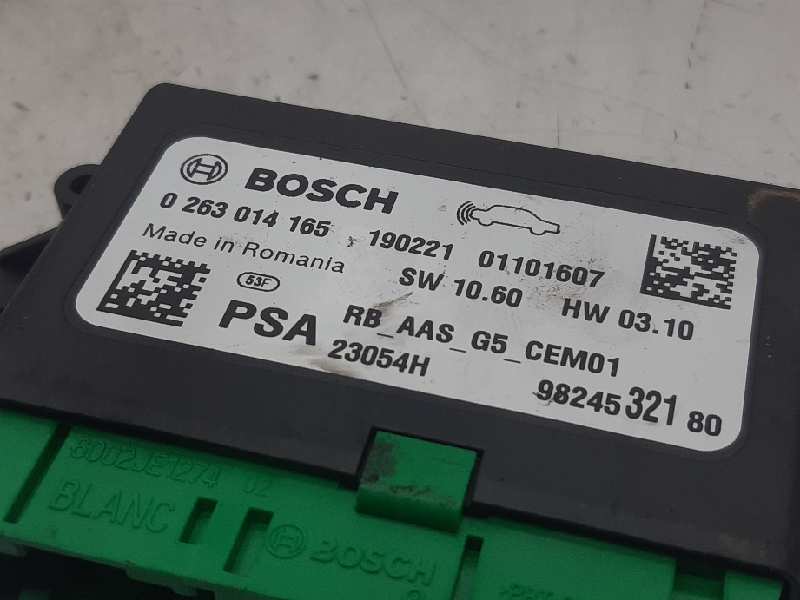 BOSCH
0 263 014 165 190221 01101607
Made in Romania SW 10.60 HW 03.10
53F
PSA RB_AAS_G5_CEM01
23054H
98245 321 80
BLANC
BOSCH